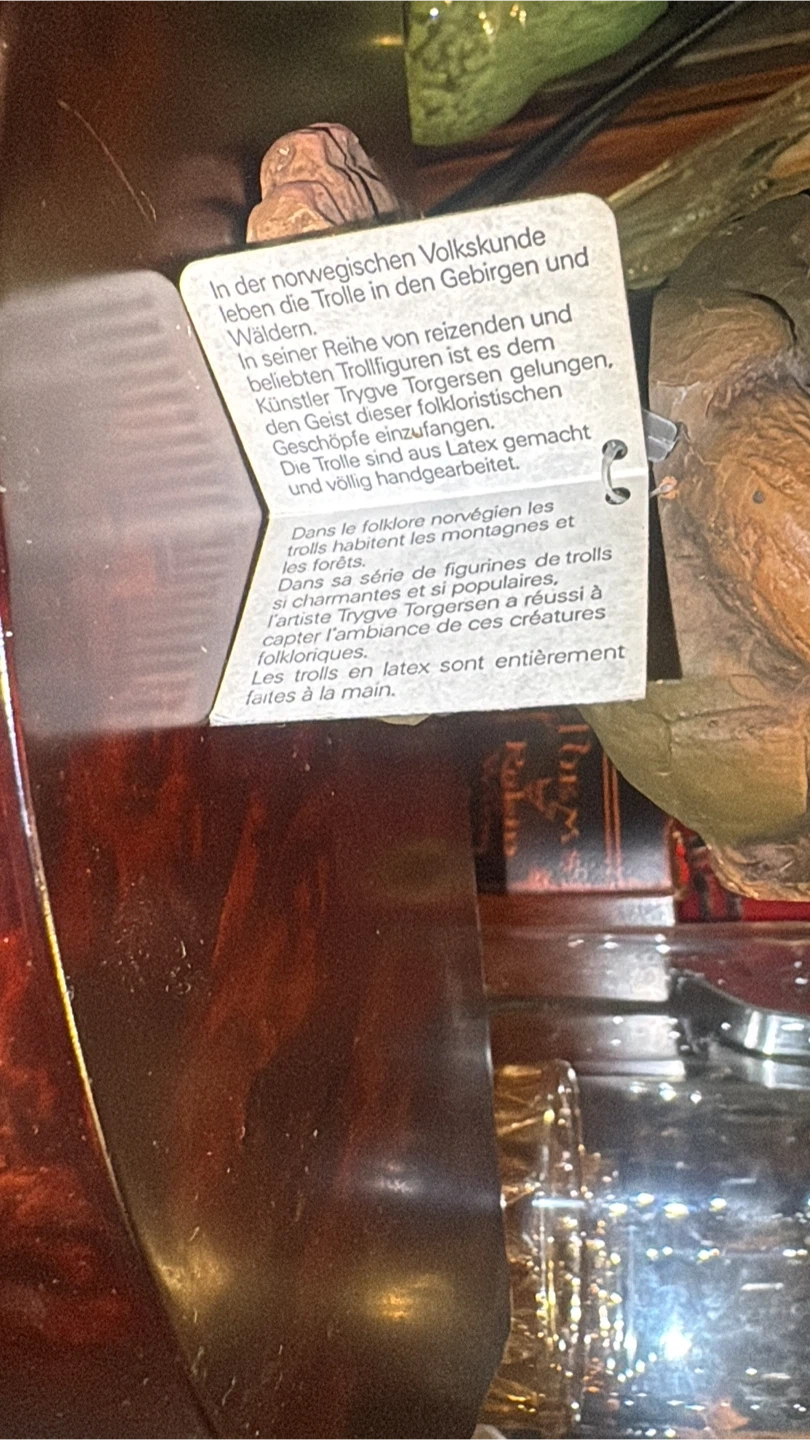 In der norwegischen Volkskunde
leben die Trolle in den Gebirgen und
Wäldern.
In seiner Reihe von reizenden und
beliebten Trollfiguren ist es dem
Künstler Trygve Torgersen gelungen,
den Geist dieser folkloristischen
Geschöpfe einzufangen.
Die Trolle sind aus Latex gemacht
und völlig handgearbeitet.
Dans le folklore norvégien les
trolls habitent les montagnes et
les forêts.
Dans sa série de figurines de trolls
si charmantes et si populaires,
l'artiste Trygve Torgersen a réussi à
capter l'ambiance de ces créatures
folkloriques.
Les trolls en latex sont entièrement
faites à la main.